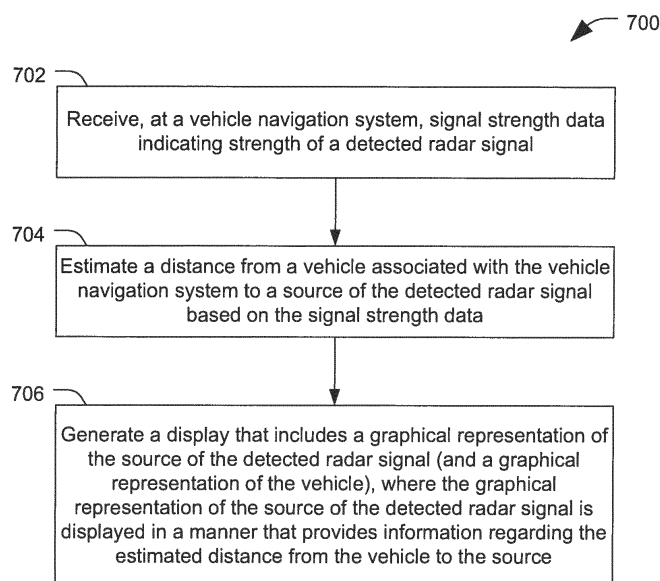 700
702
Receive, at a vehicle navigation system, signal strength data
indicating strength of a detected radar signal
704
Estimate a distance from a vehicle associated with the vehicle
navigation system to a source of the detected radar signal
based on the signal strength data
706
Generate a display that includes a graphical representation of
the source of the detected radar signal (and a graphical
representation of the vehicle), where the graphical
representation of the source of the detected radar signal is
displayed in a manner that provides information regarding the
estimated distance from the vehicle to the source